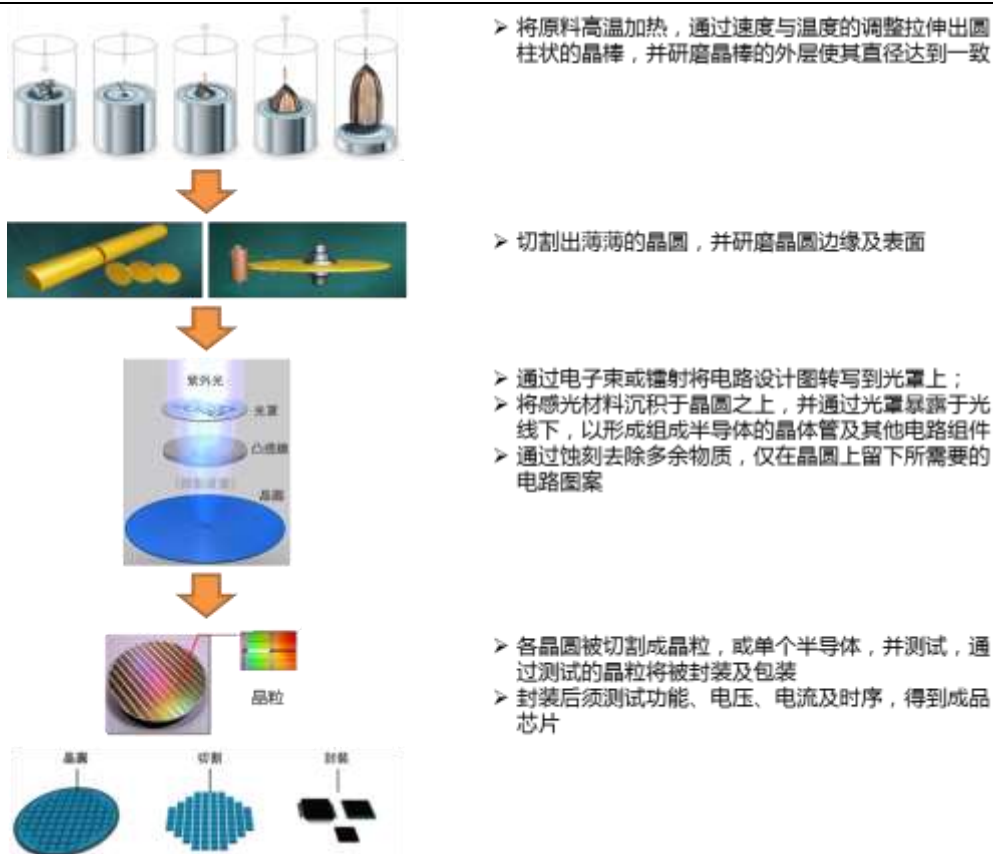 ➢ 将原料高温加热，通过速度与温度的调整拉伸出圆
柱状的晶棒，并研磨晶棒的外层使其直径达到一致
➢ 切割出薄薄的晶圆，并研磨晶圆边缘及表面
紫外光
光罩
凸透鏡
晶圓
➢ 通过电子束或镭射将电路设计图转写到光罩上；
➢ 将感光材料沉积于晶圆之上，并通过光罩暴露于光
线下，以形成组成半导体的晶体管及其他电路组件
➢ 通过蚀刻去除多余物质，仅在晶圆上留下所需要的
电路图案
晶粒
➢ 各晶圆被切割成晶粒，或单个半导体，并测试，通
过测试的晶粒将被封装及包装
➢ 封装后须测试功能、电压、电流及时序，得到成品
芯片
晶圓
切割
封裝